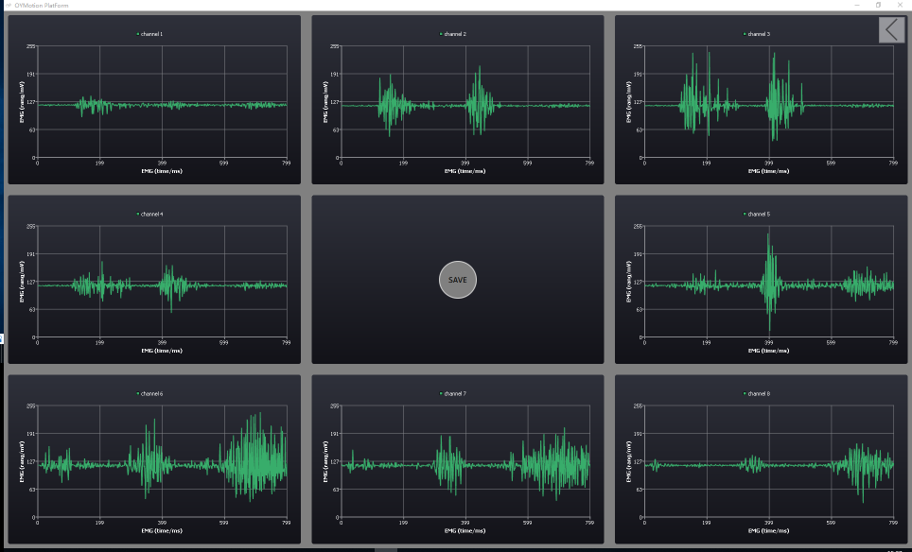 OYMotion Platform
channel 1
EMG (rang/mV)
255
191
127
63
0
0 199 399 599 799
EMG (time/ms)
channel 2
EMG (rang/mV)
255
191
127
63
0
0 199 399 599 799
EMG (time/ms)
channel 3
EMG (rang/mV)
255
191
127
63
0
0 199 399 599 799
EMG (time/ms)
channel 4
EMG (rang/mV)
255
191
127
63
0
0 199 399 599 799
EMG (time/ms)
SAVE
channel 5
EMG (rang/mV)
255
191
127
63
0
0 199 399 599 799
EMG (time/ms)
channel 6
EMG (rang/mV)
255
191
127
63
0
0 199 399 599 799
EMG (time/ms)
channel 7
EMG (rang/mV)
255
191
127
63
0
0 199 399 599 799
EMG (time/ms)
channel 8
EMG (rang/mV)
255
191
127
63
0
0 199 399 599 799
EMG (time/ms)